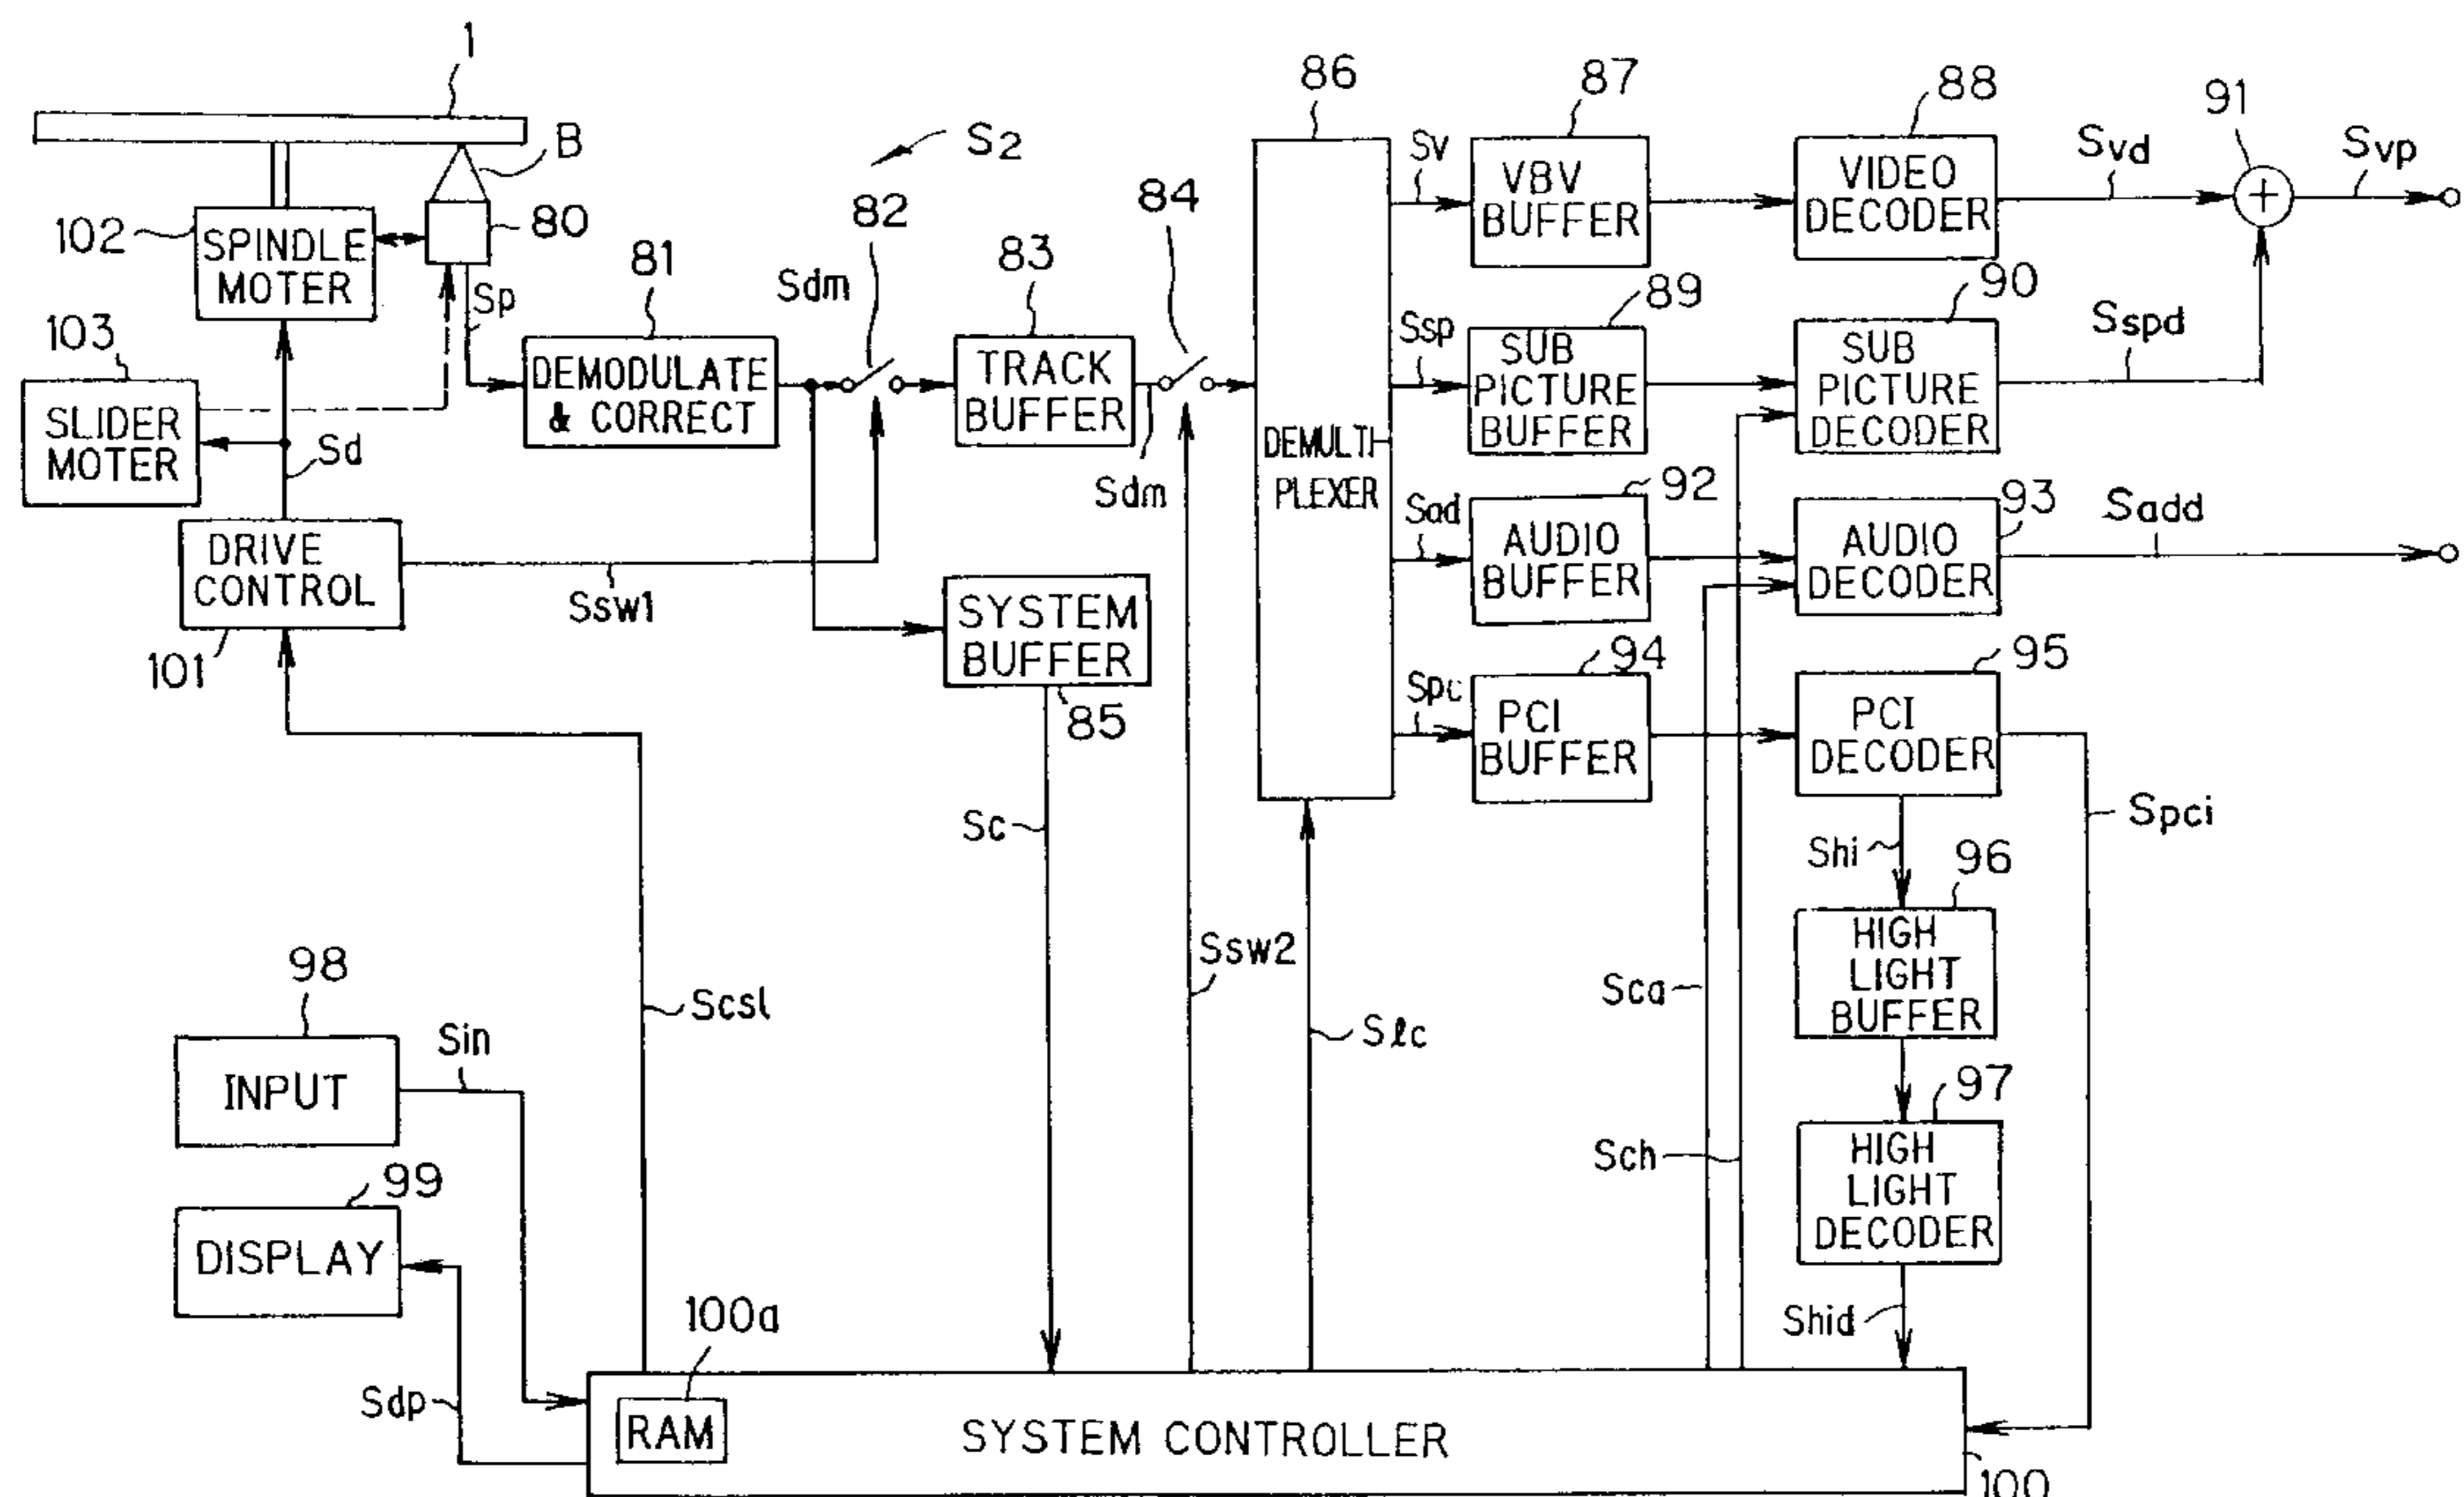 1
B
S2
80
102
SPINDLE
MOTER
103
SLIDER
MOTER
Sd
Sp
81
DEMODULATE
& CORRECT
Sdm
82
83
TRACK
BUFFER
84
Sdm
DRIVE
CONTROL
101
Ssw1
SYSTEM
BUFFER
85
86
DEMULTI-
PLEXER
Sv
87
VBV
BUFFER
88
VIDEO
DECODER
Svd
91
+
Svp
Ssp
89
SUB
PICTURE
BUFFER
90
SUB
PICTURE
DECODER
Sspd
Sad
92
AUDIO
BUFFER
93
AUDIO
DECODER
Sadd
Spc
94
PCI
BUFFER
95
PCI
DECODER
Spci
Shi
96
HIGH
LIGHT
BUFFER
97
HIGH
LIGHT
DECODER
Shid
Sc
Ssw2
Slc
Sca
Sch
Scsl
98
INPUT
Sin
99
DISPLAY
Sdp
100a
RAM
SYSTEM CONTROLLER
100